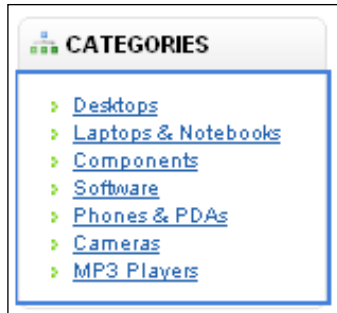 CATEGORIES
Desktops
Laptops & Notebooks
Components
Software
Phones & PDAs
Cameras
MP3 Players